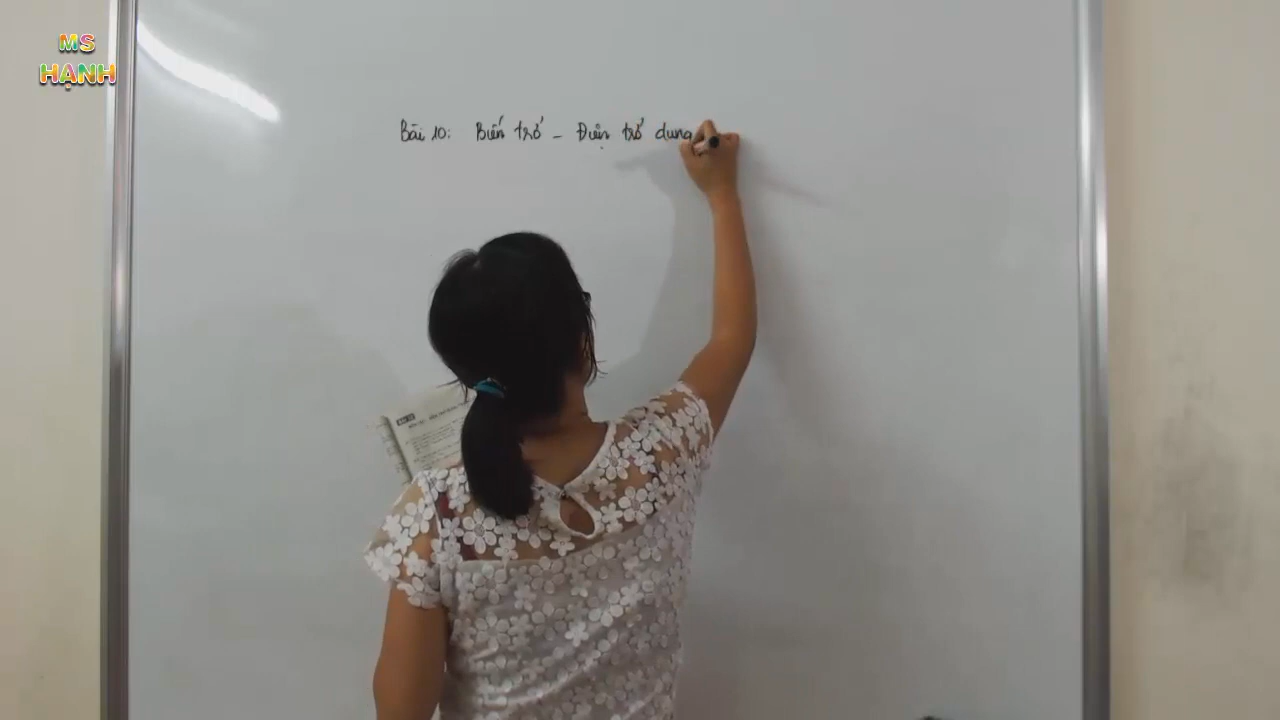 MS
HẠNH
Bài 10: Biến trở - Điện trở dung